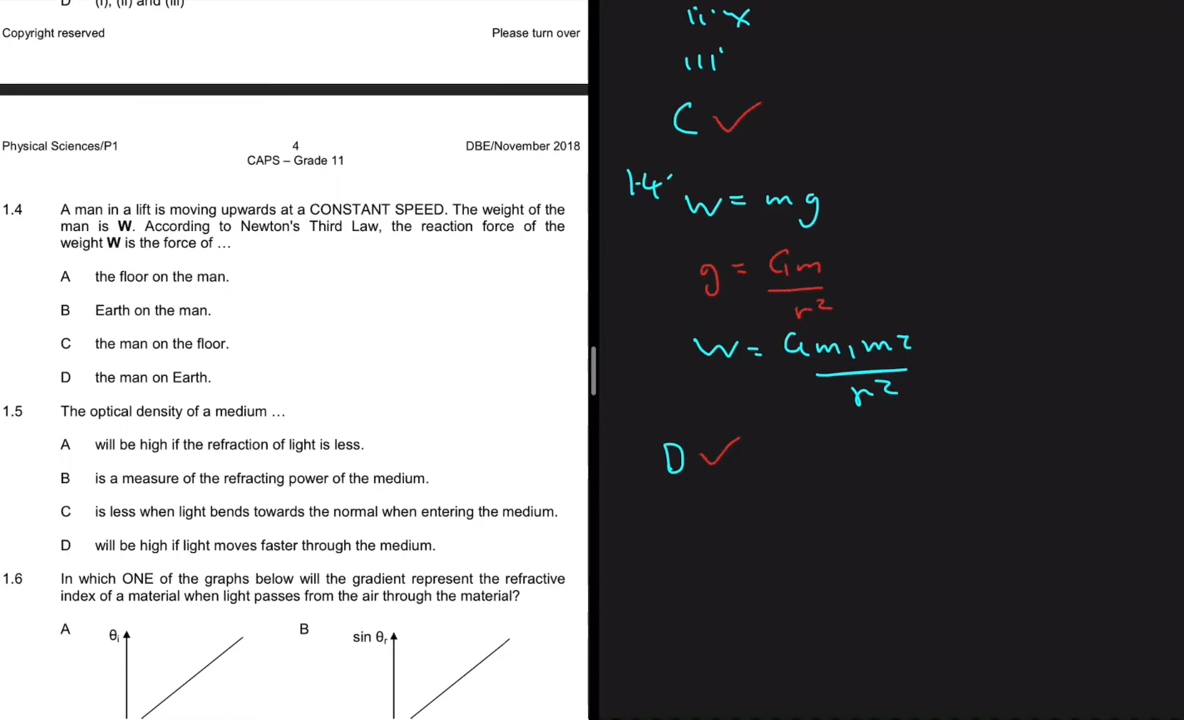 D (i), (ii) and (iii)
Copyright reserved Please turn over
Physical Sciences/P1 4 DBE/November 2018
CAPS – Grade 11
1.4 A man in a lift is moving upwards at a CONSTANT SPEED. The weight of the
man is W. According to Newton's Third Law, the reaction force of the
weight W is the force of …
A the floor on the man.
B Earth on the man.
C the man on the floor.
D the man on Earth.
1.5 The optical density of a medium …
A will be high if the refraction of light is less.
B is a measure of the refracting power of the medium.
C is less when light bends towards the normal when entering the medium.
D will be high if light moves faster through the medium.
1.6 In which ONE of the graphs below will the gradient represent the refractive
index of a material when light passes from the air through the material?
A θi B sin θr
ii x
iii
C ✓
1.4 W = mg
g = Gm
r²
W = Gm1m2
r²
D ✓